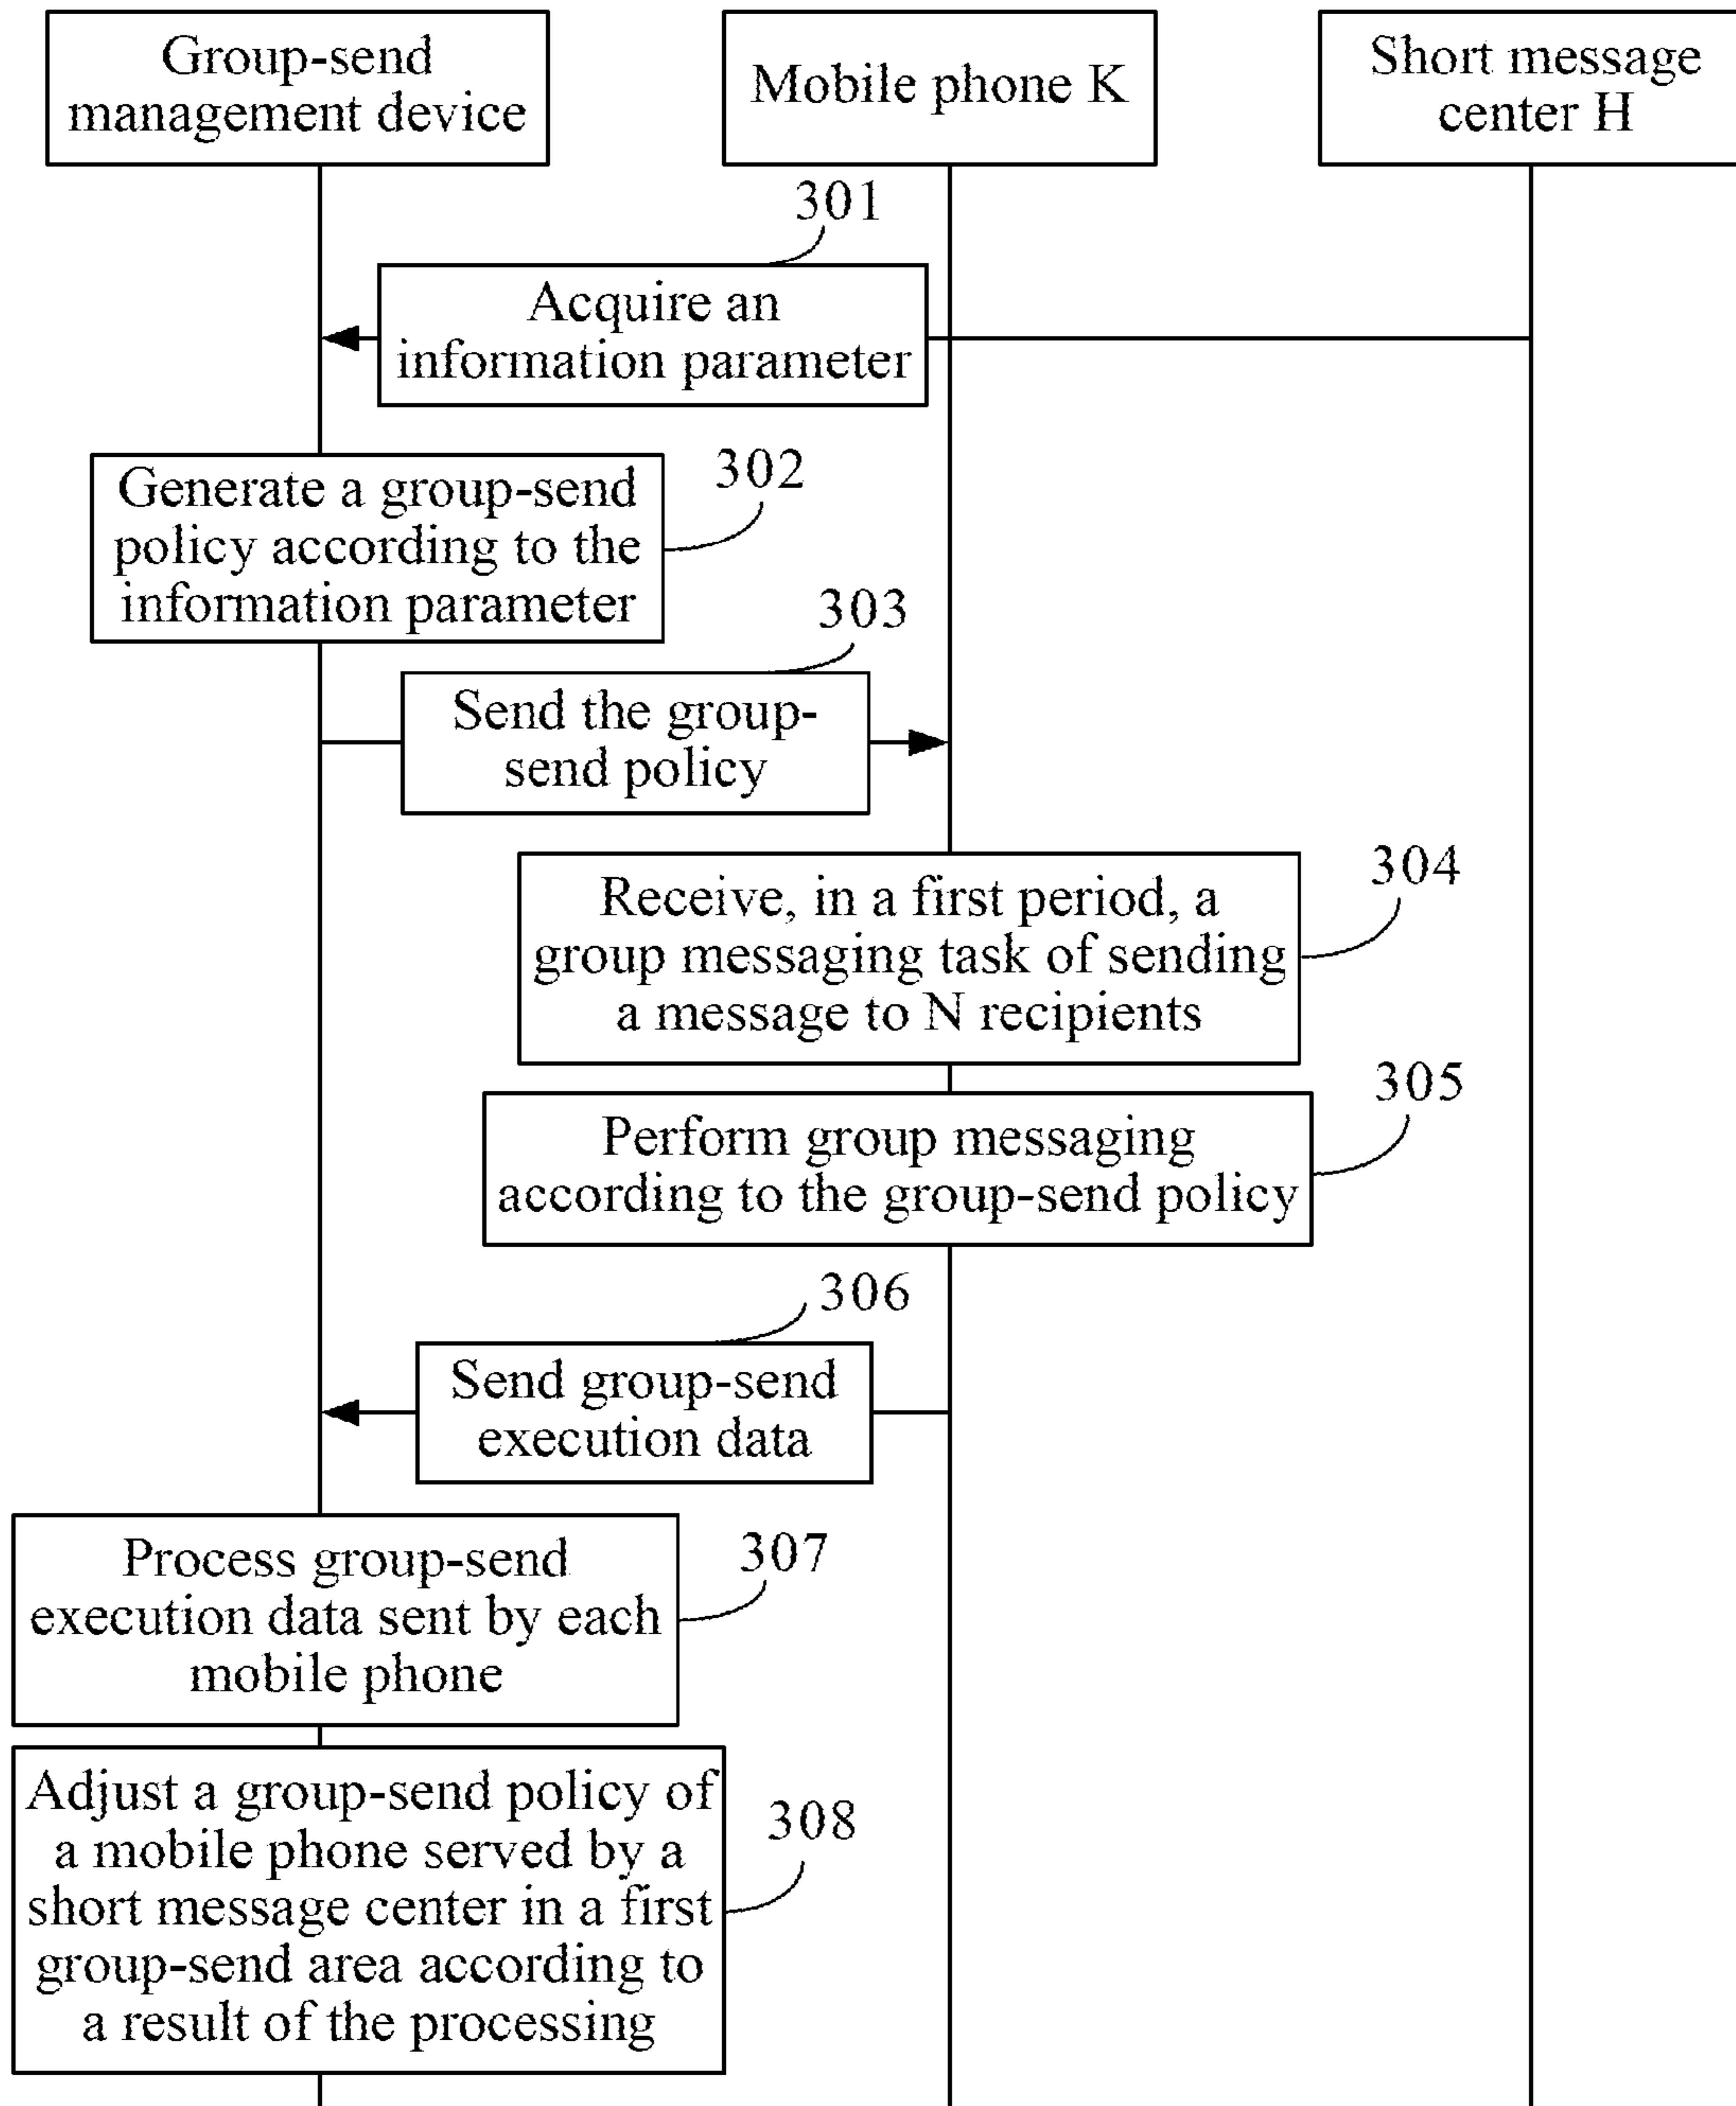 Group-send
management device
Mobile phone K
Short message
center H
301
Acquire an
information parameter
302
Generate a group-send
policy according to the
information parameter
303
Send the group-
send policy
304
Receive, in a first period, a
group messaging task of sending
a message to N recipients
305
Perform group messaging
according to the group-send policy
306
Send group-send
execution data
307
Process group-send
execution data sent by each
mobile phone
308
Adjust a group-send policy of
a mobile phone served by a
short message center in a first
group-send area according to
a result of the processing